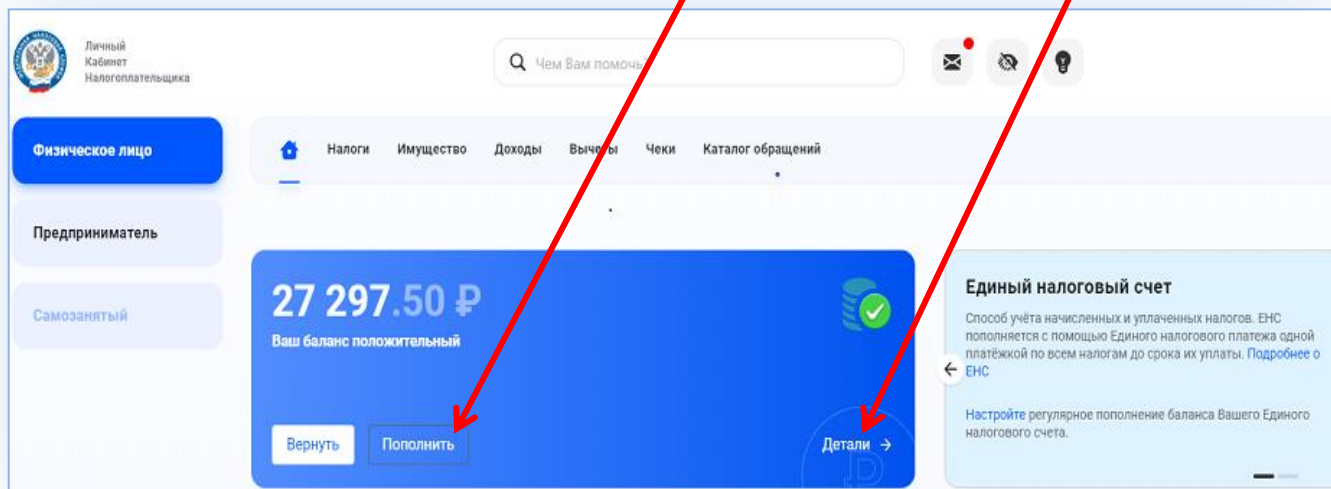 Личный
Кабинет
Налогоплательщика
Чем Вам помочь?
Физическое лицо
Предприниматель
Самозанятый
Налоги Имущество Доходы Вычеты Чеки Каталог обращений
27 297.50 ₽
Ваш баланс положительный
Вернуть Пополнить Детали →
Единый налоговый счет
Способ учёта начисленных и уплаченных налогов. ЕНС
пополняется с помощью Единого налогового платежа одной
платёжкой по всем налогам до срока их уплаты. Подробнее о
ЕНС
Настройте регулярное пополнение баланса Вашего Единого
налогового счета.